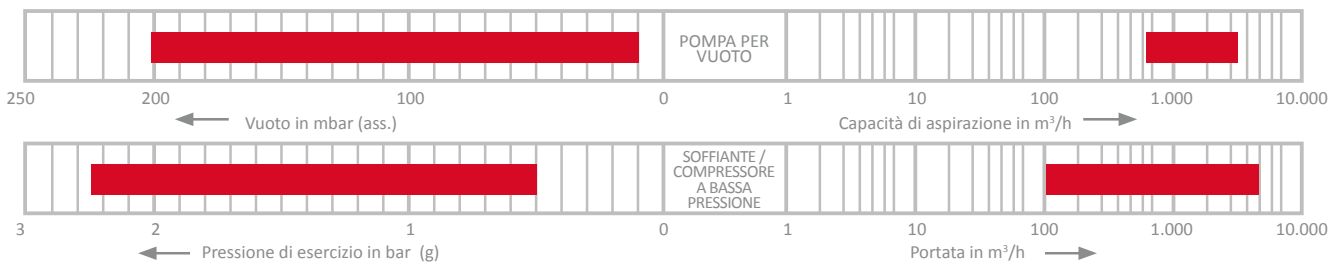 POMPA PER
VUOTO
250 200 100 0 1 10 100 1.000 10.000
Vuoto in mbar (ass.) Capacità di aspirazione in m³/h
SOFFIANTE /
COMPRESSORE
A BASSA
PRESSIONE
3 2 1 0 1 10 100 1.000 10.000
Pressione di esercizio in bar (g) Portata in m³/h